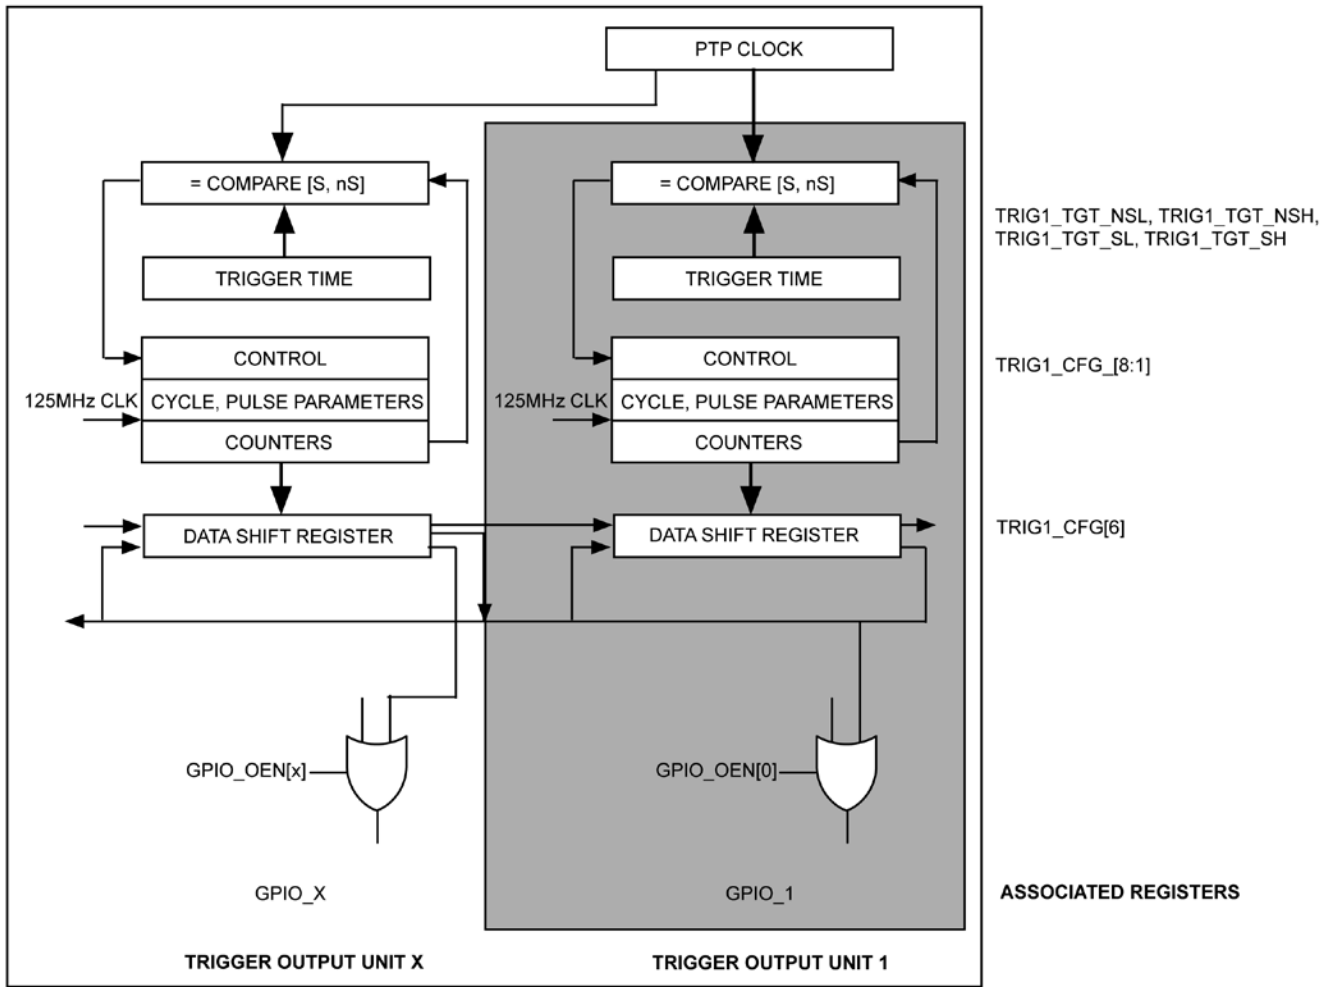 PTP CLOCK
= COMPARE [S, nS]
= COMPARE [S, nS]
TRIG1_TGT_NSL, TRIG1_TGT_NSH,
TRIG1_TGT_SL, TRIG1_TGT_SH
TRIGGER TIME
TRIGGER TIME
CONTROL
CONTROL
TRIG1_CFG_[8:1]
125MHz CLK
CYCLE, PULSE PARAMETERS
125MHz CLK
CYCLE, PULSE PARAMETERS
COUNTERS
COUNTERS
DATA SHIFT REGISTER
DATA SHIFT REGISTER
TRIG1_CFG[6]
GPIO_OEN[x]
GPIO_OEN[0]
GPIO_X
GPIO_1
ASSOCIATED REGISTERS
TRIGGER OUTPUT UNIT X
TRIGGER OUTPUT UNIT 1